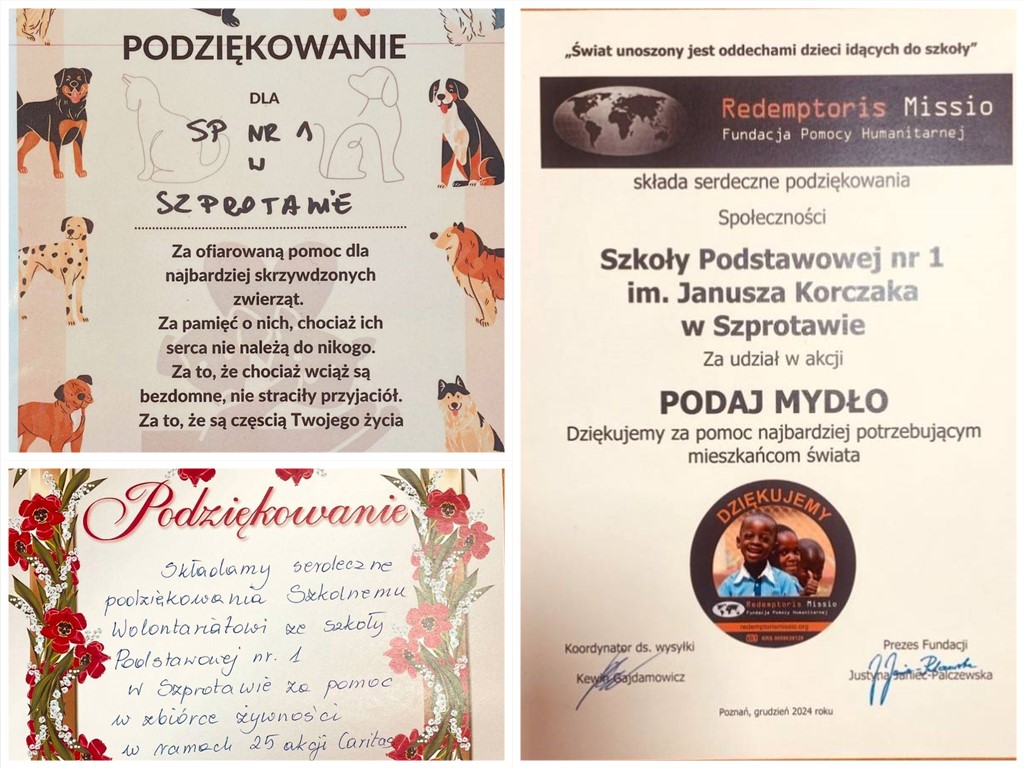 PODZIĘKOWANIE
DLA
SP NR 1
W
SZPROTAWIE
Za ofiarowaną pomoc dla
najbardziej skrzywdzonych
zwierząt.
Za pamięć o nich, chociaż ich
serca nie należą do nikogo.
Za to, że chociaż wciąż są
bezdomne, nie straciły przyjaciół.
Za to, że są częścią Twojego życia
Podziękowanie
Składamy serdeczne
podziękowania Szkolnemu
Wolontariatowi ze szkoły
Podstawowej nr. 1
w Szprotawie za pomoc
w zbiórce żywności
w ramach 25 akcji Caritas
„Świat unoszony jest oddechami dzieci idących do szkoły”
Redemptoris Missio
Fundacja Pomocy Humanitarnej
składa serdeczne podziękowania
Społeczności
Szkoły Podstawowej nr 1
im. Janusza Korczaka
w Szprotawie
Za udział w akcji
PODAJ MYDŁO
Dziękujemy za pomoc najbardziej potrzebującym
mieszkańcom świata
DZIĘKUJEMY
Redemptoris Missio
Fundacja Pomocy Humanitarnej
redemptorismissio.org
Koordynator ds. wysyłki
Kewin Gajdamowicz
Prezes Fundacji
Justyna Janiec-Palczewska
Poznań, grudzień 2024 roku